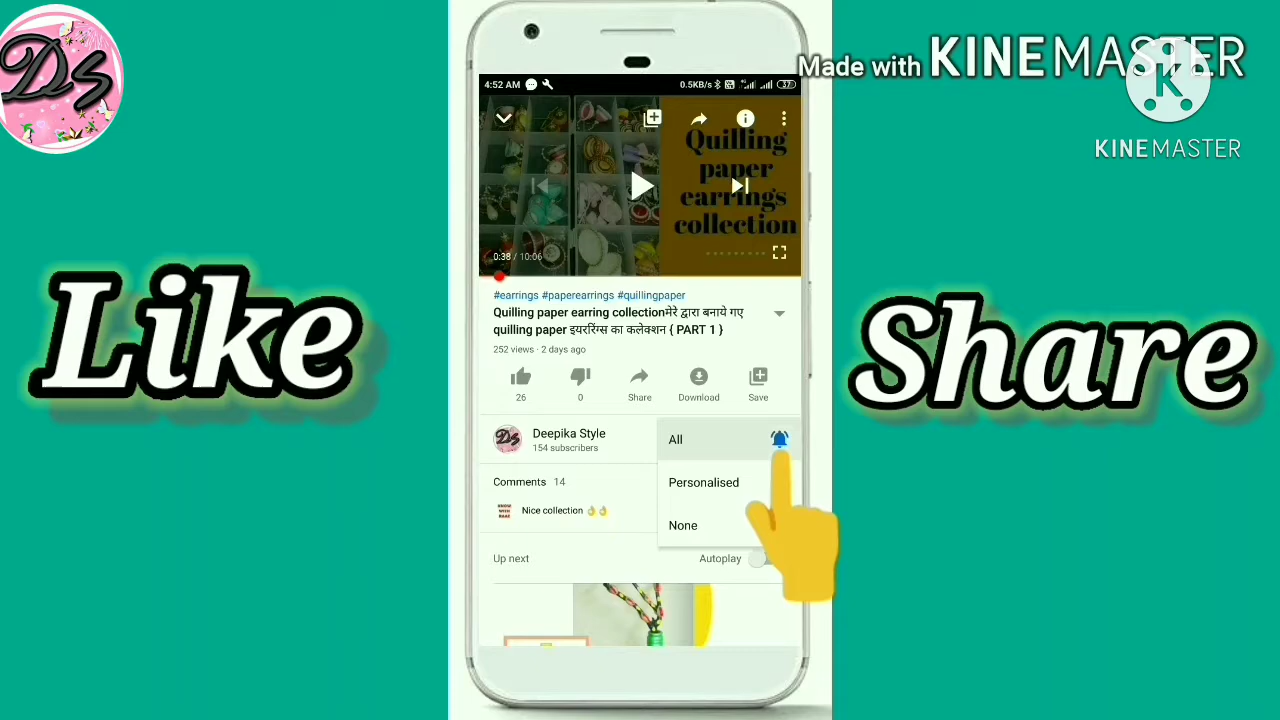 Ds
Made with KINEMASTER
K
KINEMASTER
4:52 AM
0.5KB/s
37
Quilling
paper
earrings
collection
0:38 / 10:06
#earrings #paperearrings #quillingpaper
Quilling paper earring collectionमेरे द्वारा बनाये गए
quilling paper इयररिंग्स का कलेक्शन { PART 1 }
252 views · 2 days ago
26
0
Share
Download
Save
Like
Share
Ds
Deepika Style
154 subscribers
All
Personalised
None
Comments 14
Nice collection 👌👌
Up next
Autoplay